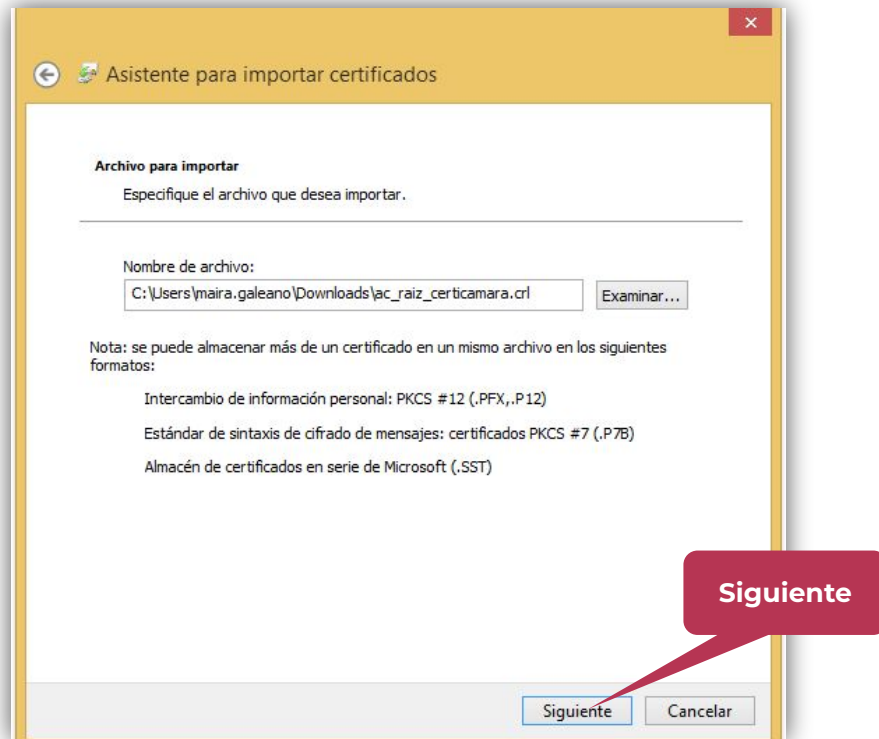 Asistente para importar certificados
Archivo para importar
Especifique el archivo que desea importar.
Nombre de archivo:
C:\Users\maira.galeano\Downloads\ac_raiz_certicamara.crl
Examinar...
Nota: se puede almacenar más de un certificado en un mismo archivo en los siguientes
formatos:
Intercambio de información personal: PKCS #12 (.PFX,.P12)
Estándar de sintaxis de cifrado de mensajes: certificados PKCS #7 (.P7B)
Almacén de certificados en serie de Microsoft (.SST)
Siguiente
Siguiente
Cancelar